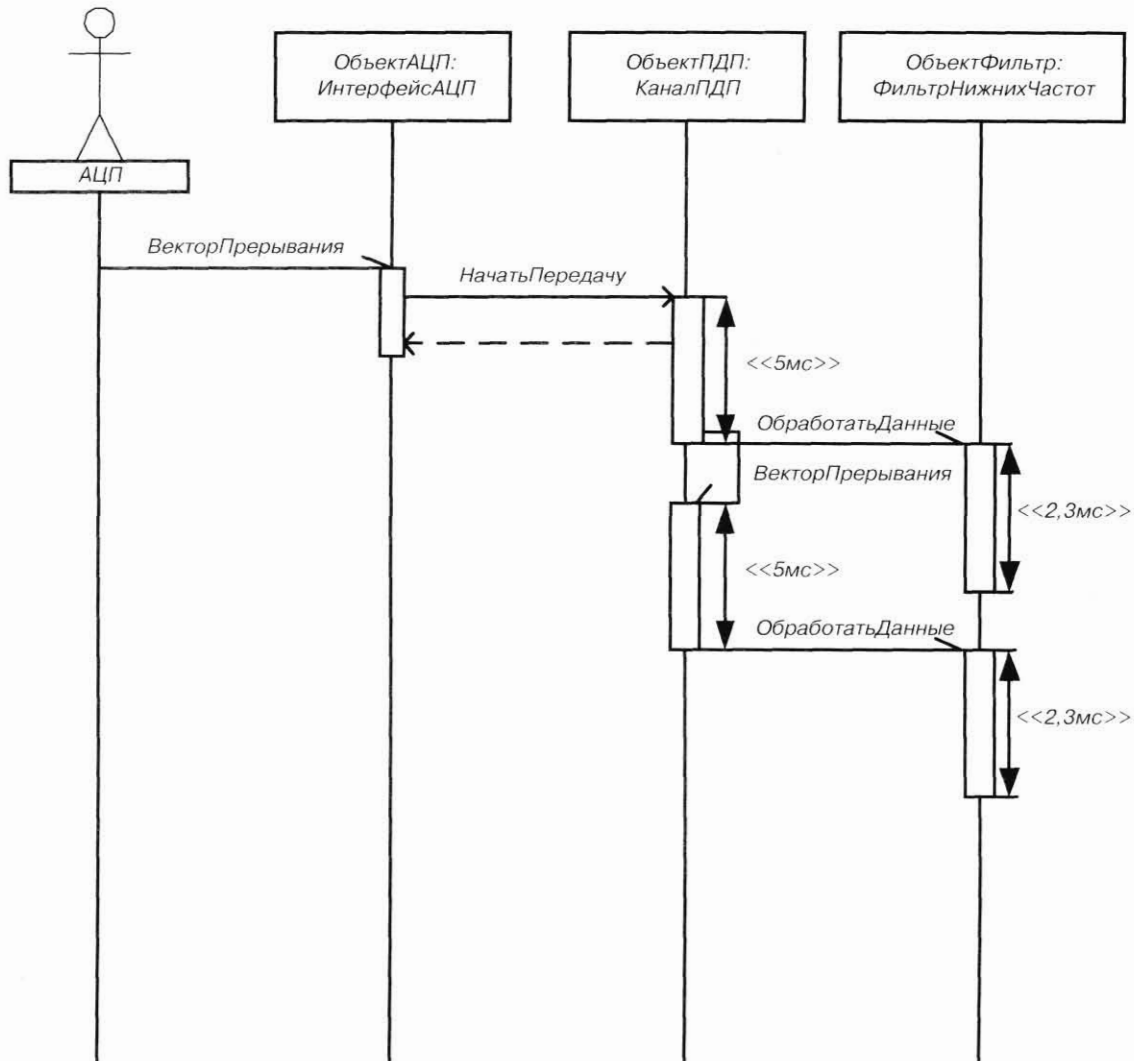 ОбъектАЦП:
ИнтерфейсАЦП
ОбъектПДП:
КаналПДП
ОбъектФильтр:
ФильтрНижнихЧастот
АЦП
ВекторПрерывания
НачатьПередачу
<<5мс>>
ОбработатьДанные
ВекторПрерывания
<<2,3мс>>
<<5мс>>
ОбработатьДанные
<<2,3мс>>